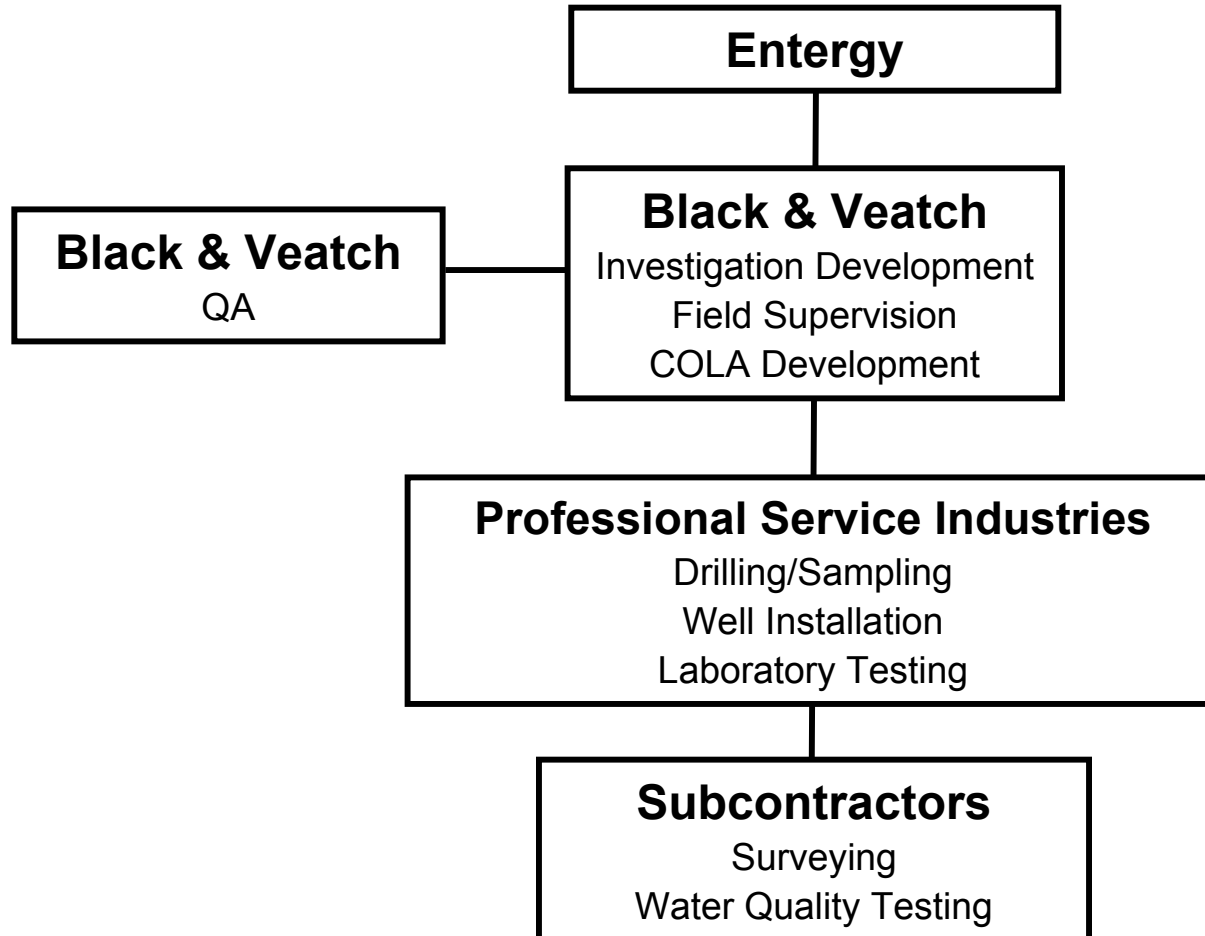 Entergy
Black & Veatch
QA
Black & Veatch
Investigation Development
Field Supervision
COLA Development
Professional Service Industries
Drilling/Sampling
Well Installation
Laboratory Testing
Subcontractors
Surveying
Water Quality Testing